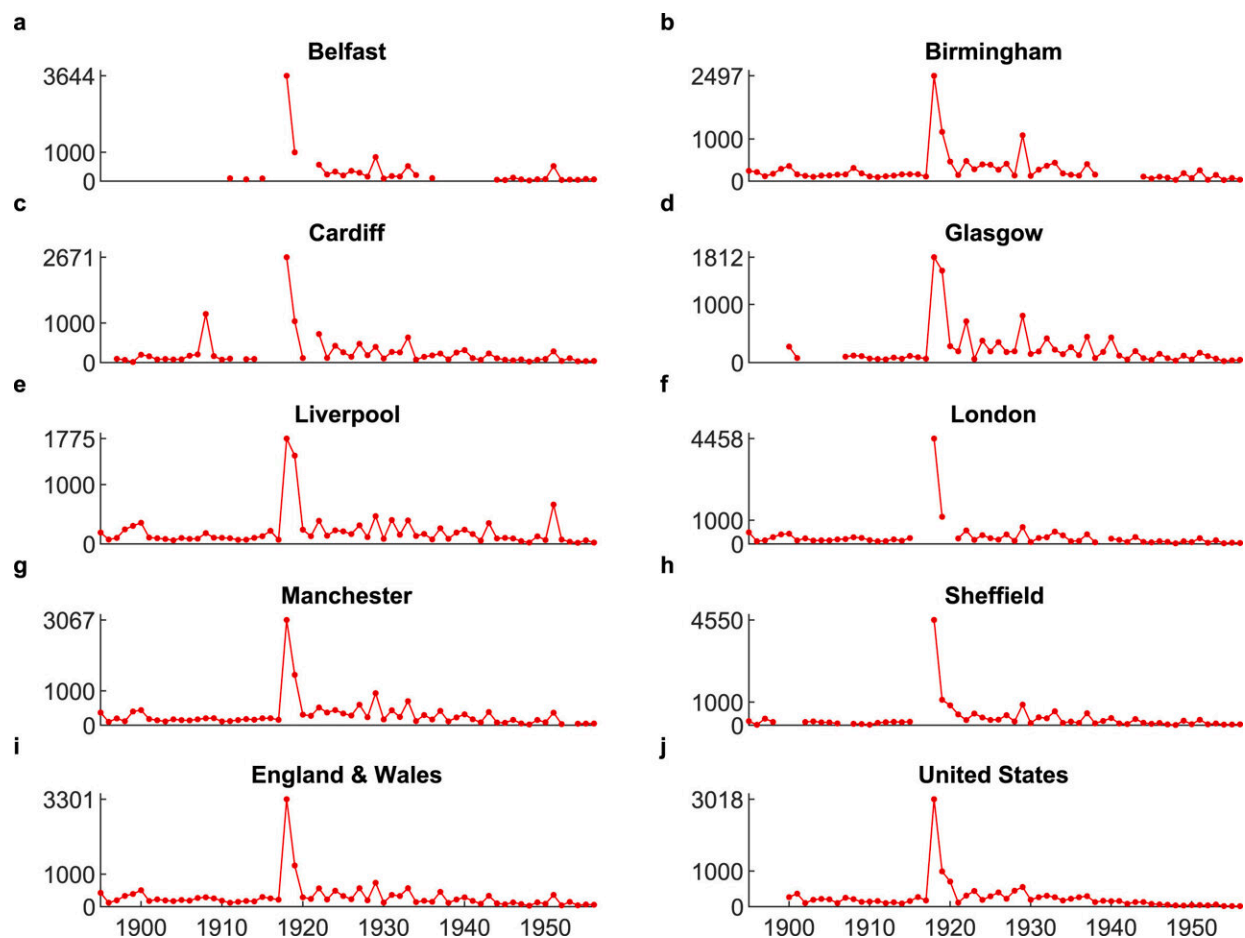 a
Belfast
3644
1000
0
b
Birmingham
2497
1000
0
c
Cardiff
2671
1000
0
d
Glasgow
1812
1000
0
e
Liverpool
1775
1000
0
f
London
4458
1000
0
g
Manchester
3067
1000
0
h
Sheffield
4550
1000
0
i
England & Wales
3301
1000
0
1900 1910 1920 1930 1940 1950
j
United States
3018
1000
0
1900 1910 1920 1930 1940 1950